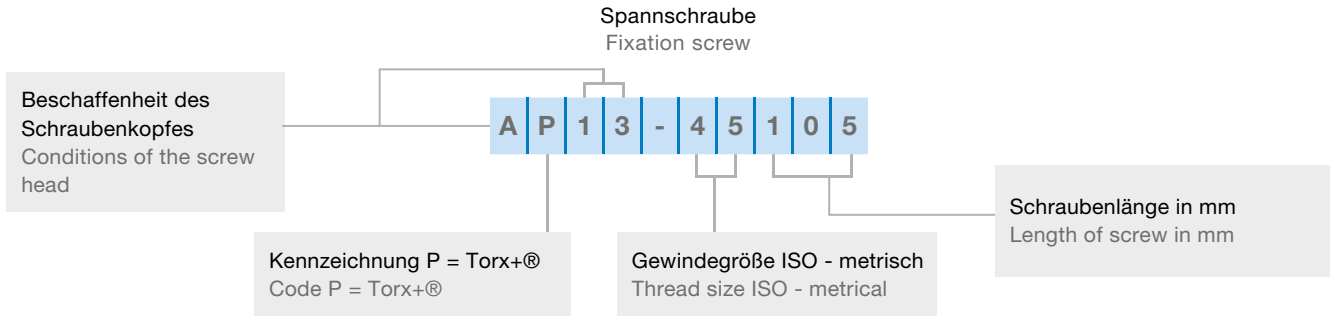 Spannschraube
Fixation screw
Beschaffenheit des
Schraubenkopfes
Conditions of the screw
head
A P 1 3 - 4 5 1 0 5
Schraubenlänge in mm
Length of screw in mm
Kennzeichnung P = Torx+®
Code P = Torx+®
Gewindegröße ISO - metrisch
Thread size ISO - metrical